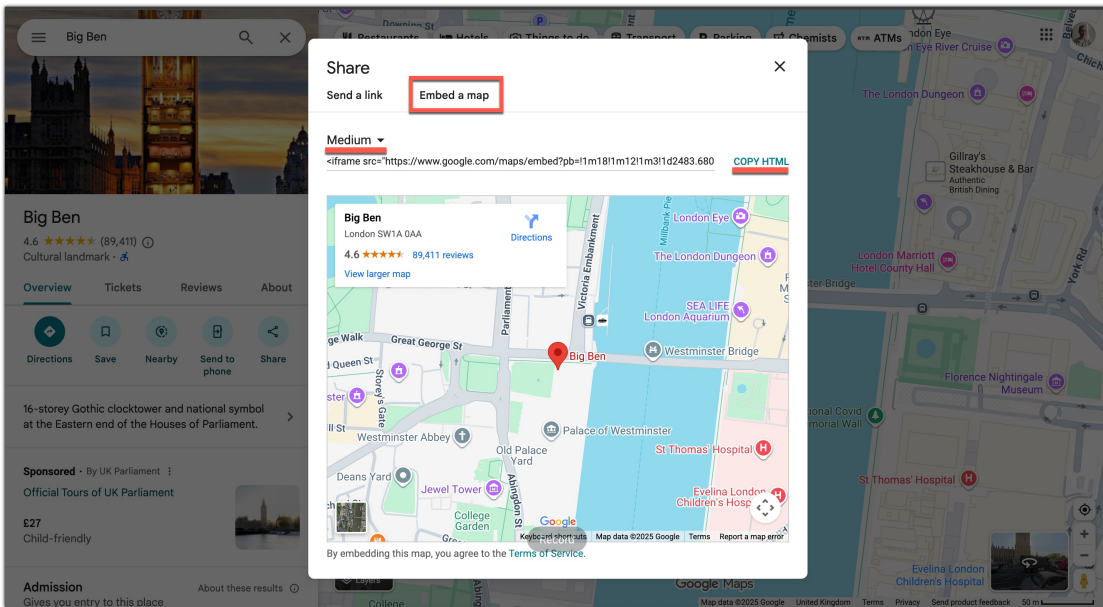 Big Ben
Downing St
Restaurants
Hotels
Things to do
Transport
Parking
Chemists
ATM ATMs
Eye River Cruise
The London Dungeon
Gillray's
Steakhouse & Bar
Authentic
British Dining
London Marriott
Hotel County Hall
York Rd
Florence Nightingale
Museum
St Thomas' Hospital
Evelina London
Children's Hospital
Big Ben
4.6 (89,411)
Cultural landmark ·
Overview
Tickets
Reviews
About
Directions
Save
Nearby
Send to
phone
Share
16-storey Gothic clocktower and national symbol
at the Eastern end of the Houses of Parliament.
Sponsored · By UK Parliament
Official Tours of UK Parliament
£27
Child-friendly
Admission
About these results
Gives you entry to this place
Share
Send a link
Embed a map
Medium
<iframe src="https://www.google.com/maps/embed?pb=!1m18!1m12!1m3!1d2483.680
COPY HTML
Big Ben
London SW1A 0AA
4.6 89,411 reviews
View larger map
Directions
Millbank Pie
London Eye
The London Dungeon
Victoria Embankment
Parliament
SEA LIFE
London Aquarium
Great George St
Big Ben
Westminster Bridge
Storey's Gate
Westminster Abbey
Palace of Westminster
Old Palace
Yard
St Thomas' Hospital
Deans Yard
Jewel Tower
Abingdon St
Evelina London
Children's Hosp
College
Garden
Google
Keyboard shortcuts
Record
Map data ©2025 Google
Terms
Report a map error
By embedding this map, you agree to the Terms of Service.
Layers
College
Google Maps
Map data ©2025 Google
United Kingdom
Terms
Privacy
Send product feedback
50 m